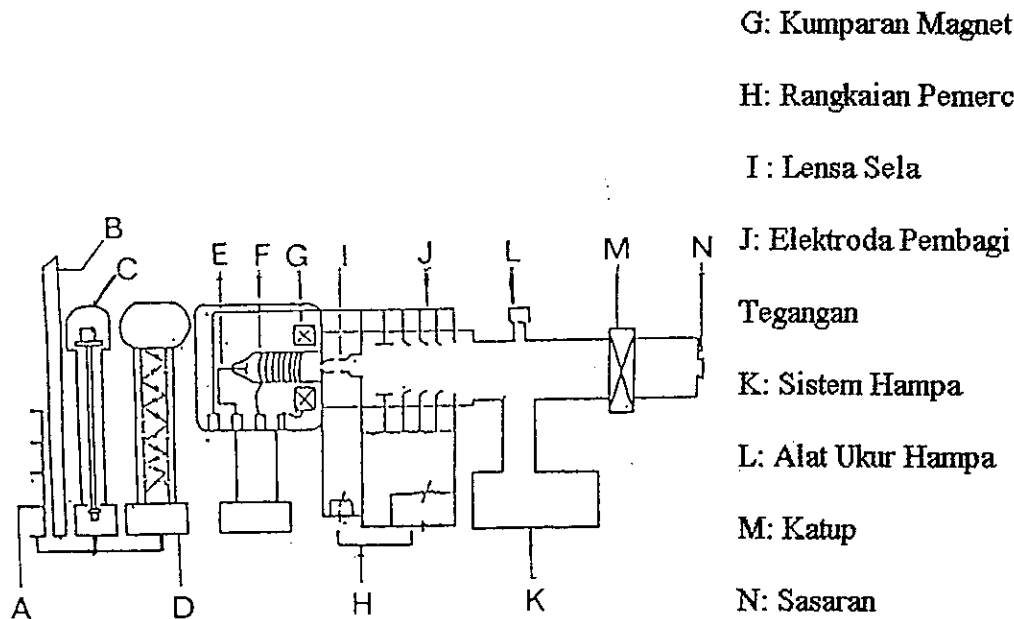 G: Kumparan Magnet
H: Rangkaian Pemerc
I : Lensa Sela
J: Elektroda Pembagi
Tegangan
K: Sistem Hampa
L: Alat Ukur Hampa
M: Katup
N: Sasaran
B
C
E F G I J L M N
A D H K